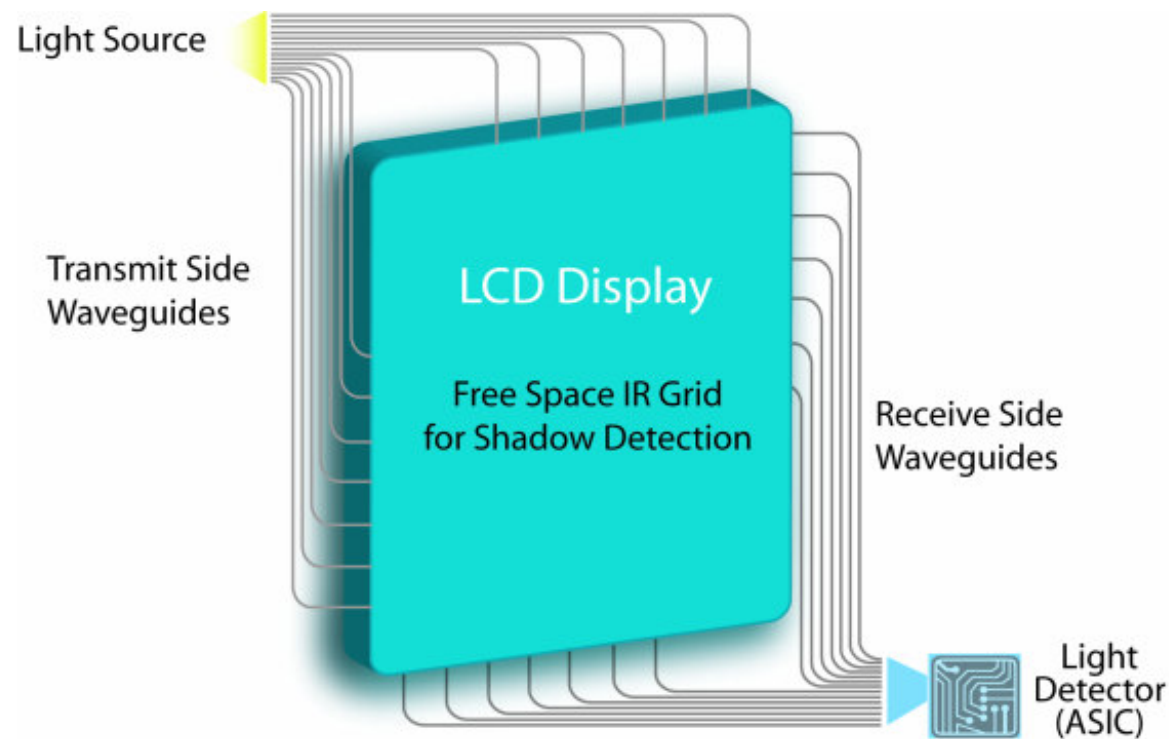 Light Source
Transmit Side
Waveguides
LCD Display
Free Space IR Grid
for Shadow Detection
Receive Side
Waveguides
Light
Detector
(ASIC)